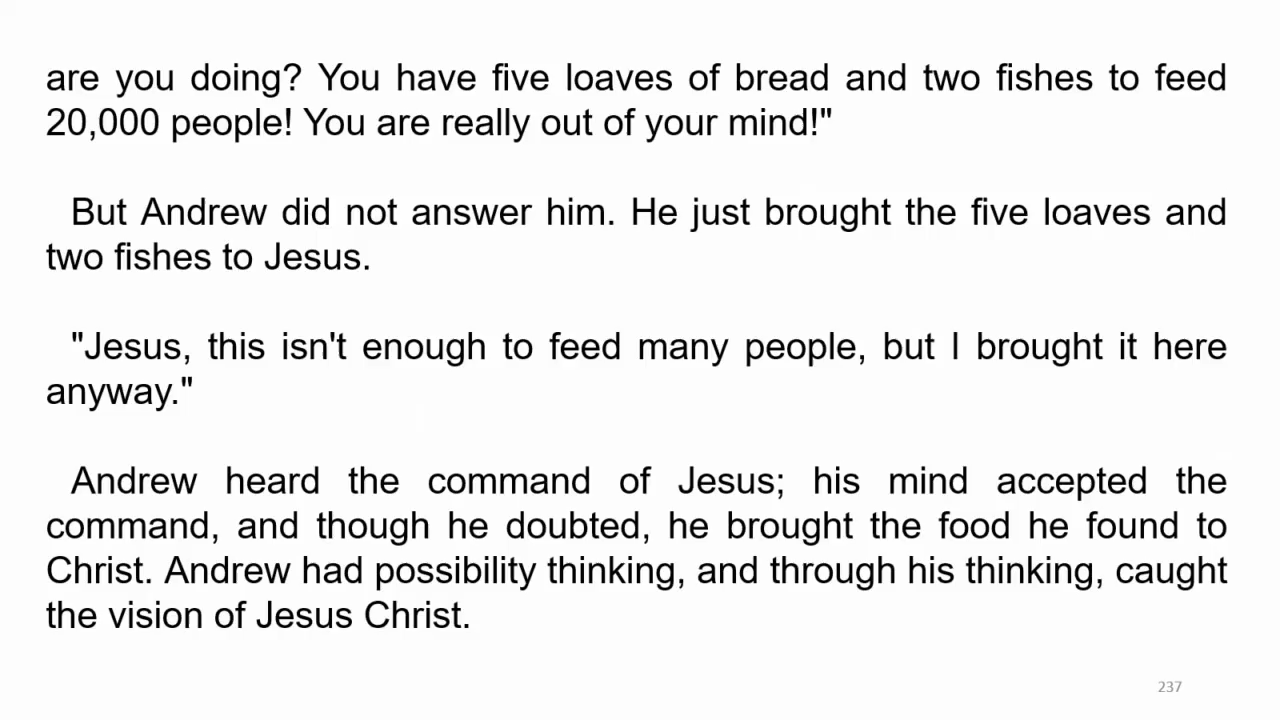 are you doing? You have five loaves of bread and two fishes to feed
20,000 people! You are really out of your mind!"
But Andrew did not answer him. He just brought the five loaves and
two fishes to Jesus.
"Jesus, this isn't enough to feed many people, but I brought it here
anyway."
Andrew heard the command of Jesus; his mind accepted the
command, and though he doubted, he brought the food he found to
Christ. Andrew had possibility thinking, and through his thinking, caught
the vision of Jesus Christ.
237